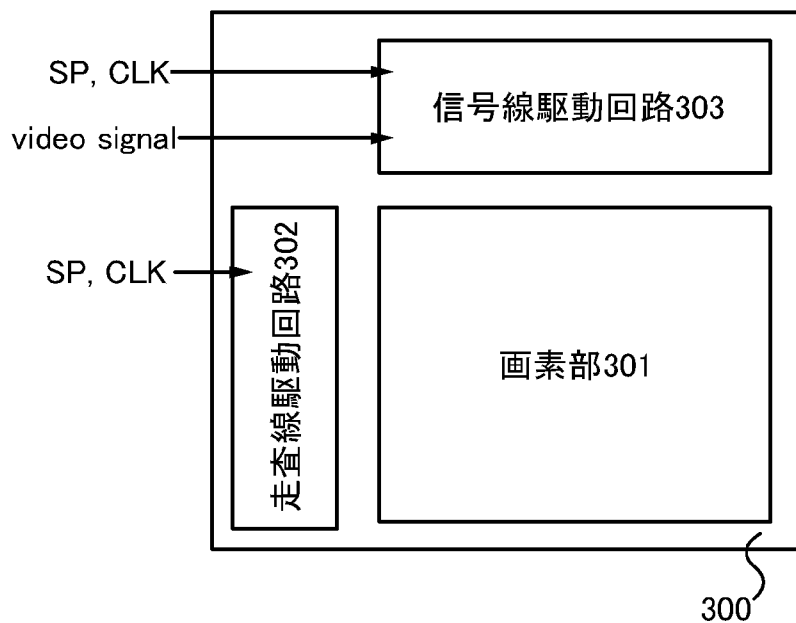 SP, CLK
信号線駆動回路303
video signal
SP, CLK
走査線駆動回路302
画素部301
300